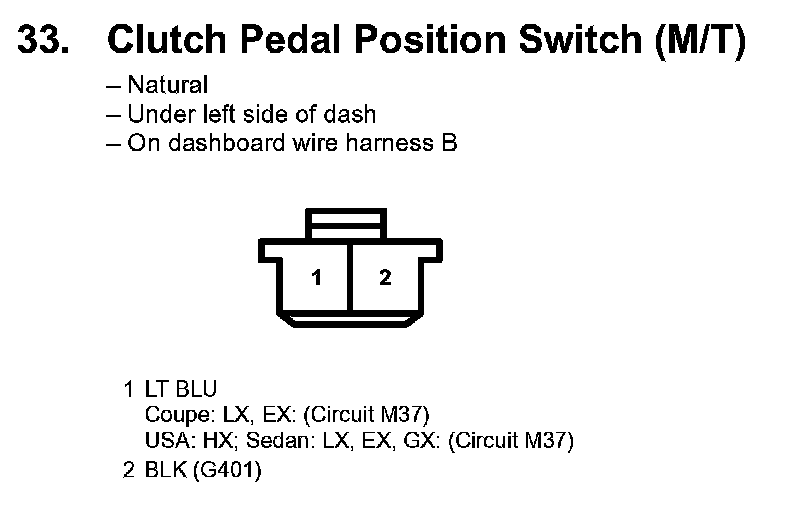 33. Clutch Pedal Position Switch (M/T)
– Natural
– Under left side of dash
– On dashboard wire harness B
1 2
1 LT BLU
Coupe: LX, EX: (Circuit M37)
USA: HX; Sedan: LX, EX, GX: (Circuit M37)
2 BLK (G401)